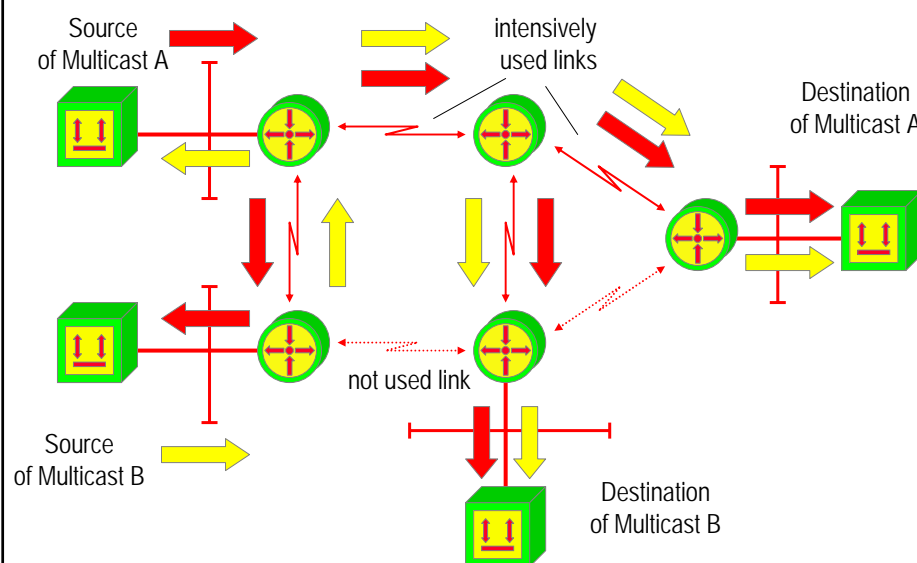 Source
of Multicast A
intensively
used links
Destination
of Multicast A
not used link
Source
of Multicast B
Destination
of Multicast B